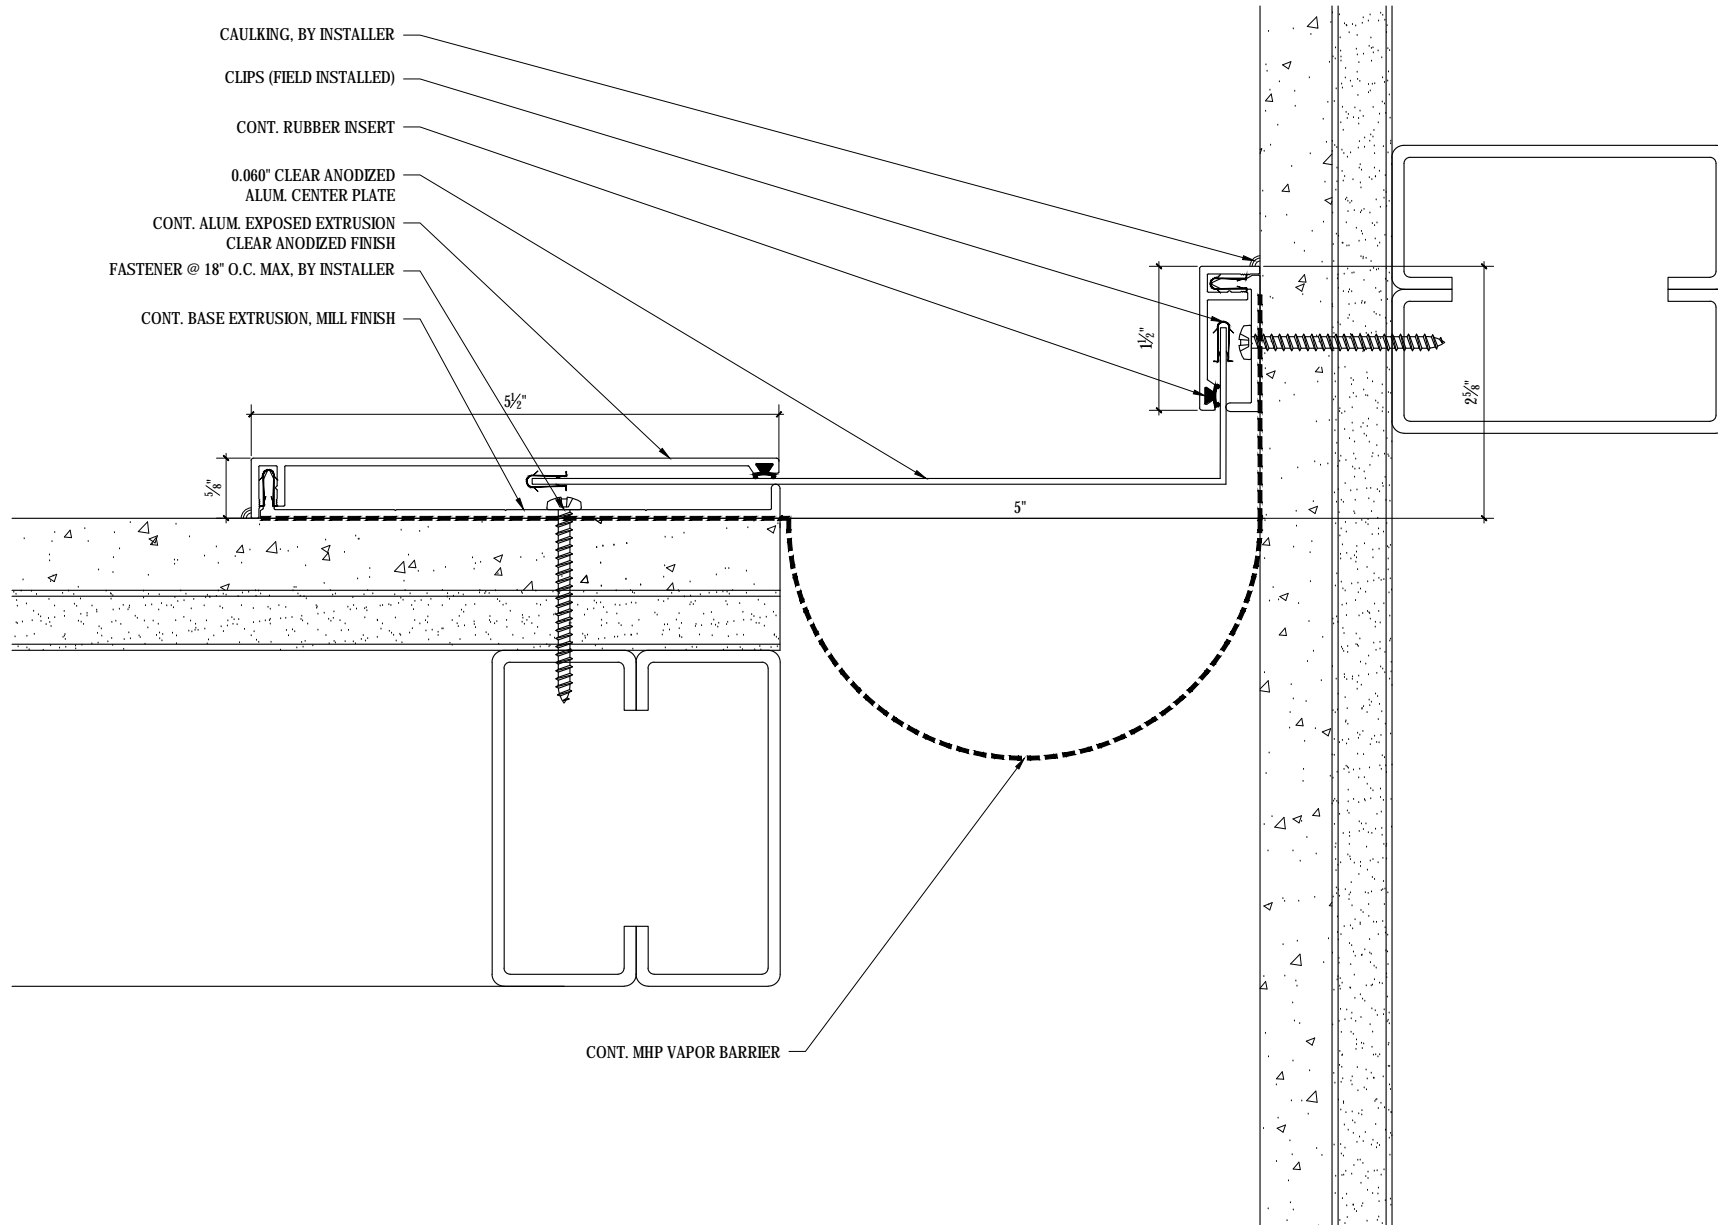 CAULKING, BY INSTALLER
CLIPS (FIELD INSTALLED)
CONT. RUBBER INSERT
0.060" CLEAR ANODIZED
ALUM. CENTER PLATE
CONT. ALUM. EXPOSED EXTRUSION
CLEAR ANODIZED FINISH
FASTENER @ 18" O.C. MAX, BY INSTALLER
CONT. BASE EXTRUSION, MILL FINISH
1½"
2⅝"
5½"
⅝"
5"
CONT. MHP VAPOR BARRIER